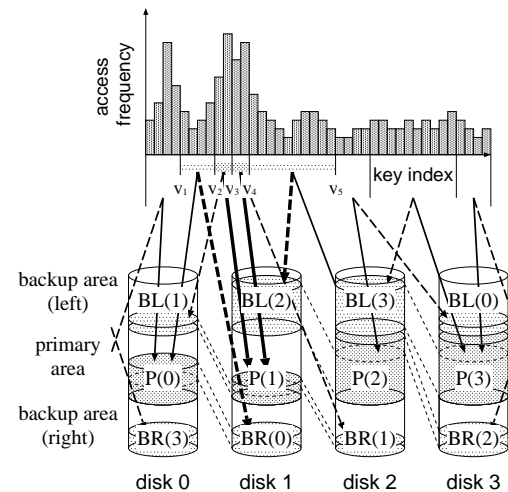 access
frequency
v1 v2 v3 v4 v5 key index
backup area
(left)
BL(1) BL(2) BL(3) BL(0)
primary
area
P(0) P(1) P(2) P(3)
backup area
(right)
BR(3) BR(0) BR(1) BR(2)
disk 0 disk 1 disk 2 disk 3